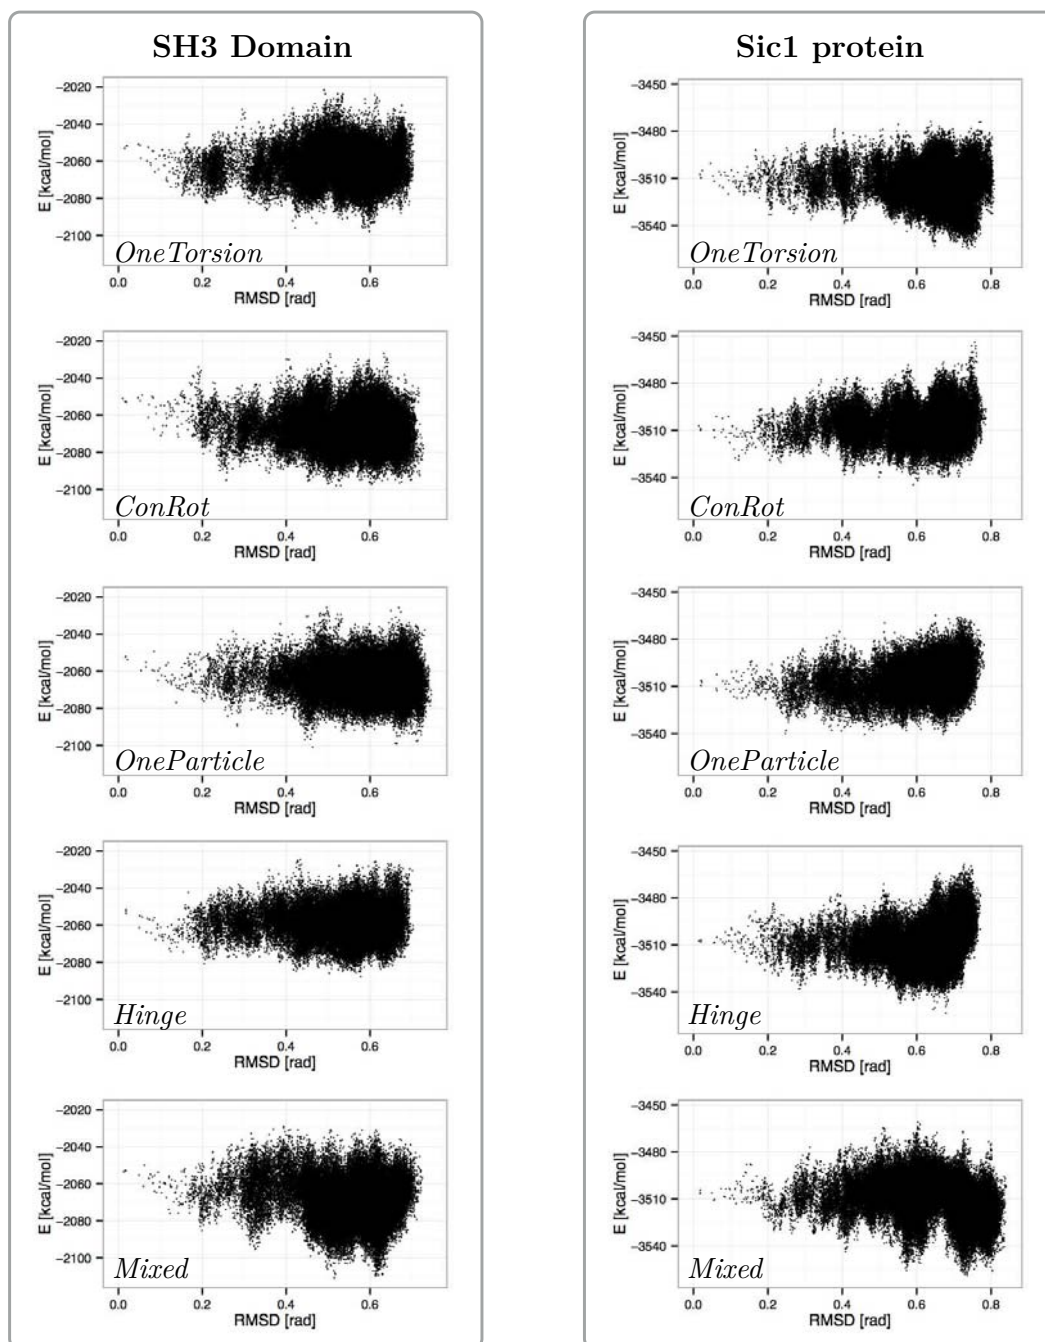 SH3 Domain
−2020
−2040
−2060
−2080
−2100
E [kcal/mol]
OneTorsion
0.0 0.2 0.4 0.6
RMSD [rad]
−2020
−2040
−2060
−2080
−2100
E [kcal/mol]
ConRot
0.0 0.2 0.4 0.6
RMSD [rad]
−2020
−2040
−2060
−2080
−2100
E [kcal/mol]
OneParticle
0.0 0.2 0.4 0.6
RMSD [rad]
−2020
−2040
−2060
−2080
−2100
E [kcal/mol]
Hinge
0.0 0.2 0.4 0.6
RMSD [rad]
−2020
−2040
−2060
−2080
−2100
E [kcal/mol]
Mixed
0.0 0.2 0.4 0.6
RMSD [rad]
Sic1 protein
−3450
−3480
−3510
−3540
E [kcal/mol]
OneTorsion
0.0 0.2 0.4 0.6 0.8
RMSD [rad]
−3450
−3480
−3510
−3540
E [kcal/mol]
ConRot
0.0 0.2 0.4 0.6 0.8
RMSD [rad]
−3450
−3480
−3510
−3540
E [kcal/mol]
OneParticle
0.0 0.2 0.4 0.6 0.8
RMSD [rad]
−3450
−3480
−3510
−3540
E [kcal/mol]
Hinge
0.0 0.2 0.4 0.6 0.8
RMSD [rad]
−3450
−3480
−3510
−3540
E [kcal/mol]
Mixed
0.0 0.2 0.4 0.6 0.8
RMSD [rad]